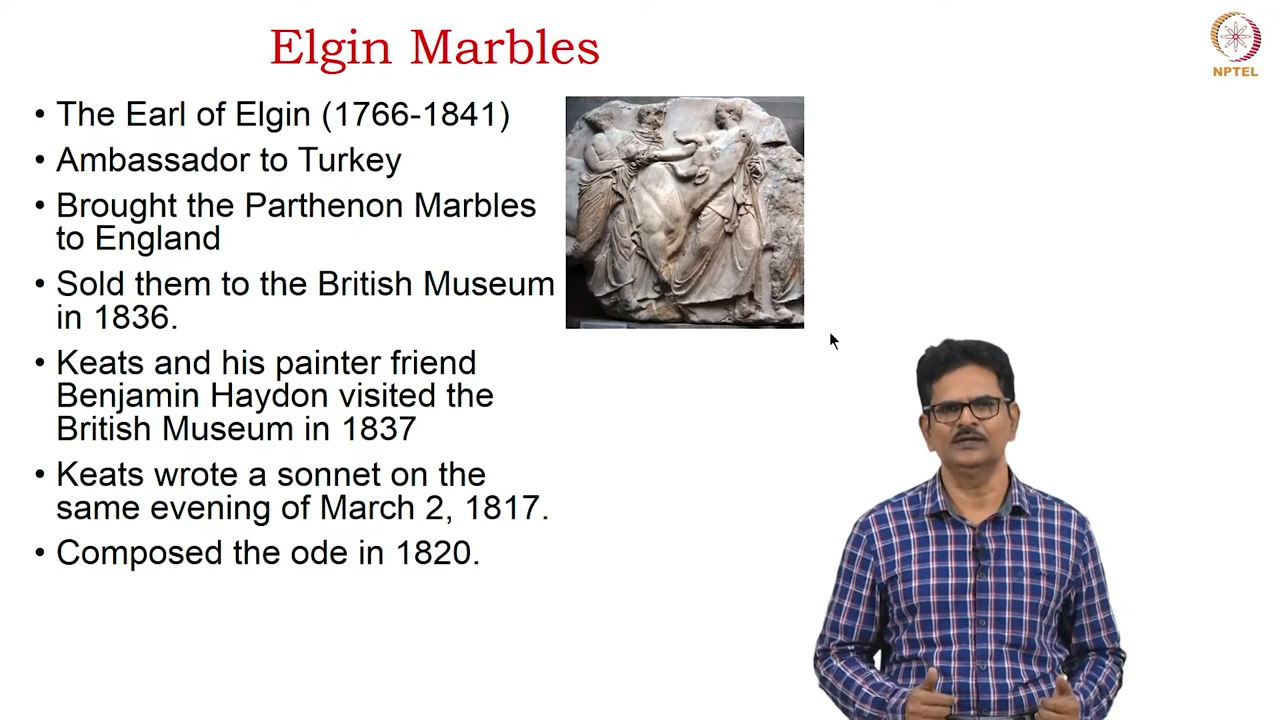 Elgin Marbles
NPTEL
• The Earl of Elgin (1766-1841)
• Ambassador to Turkey
• Brought the Parthenon Marbles
to England
• Sold them to the British Museum
in 1836.
• Keats and his painter friend
Benjamin Haydon visited the
British Museum in 1837
• Keats wrote a sonnet on the
same evening of March 2, 1817.
• Composed the ode in 1820.